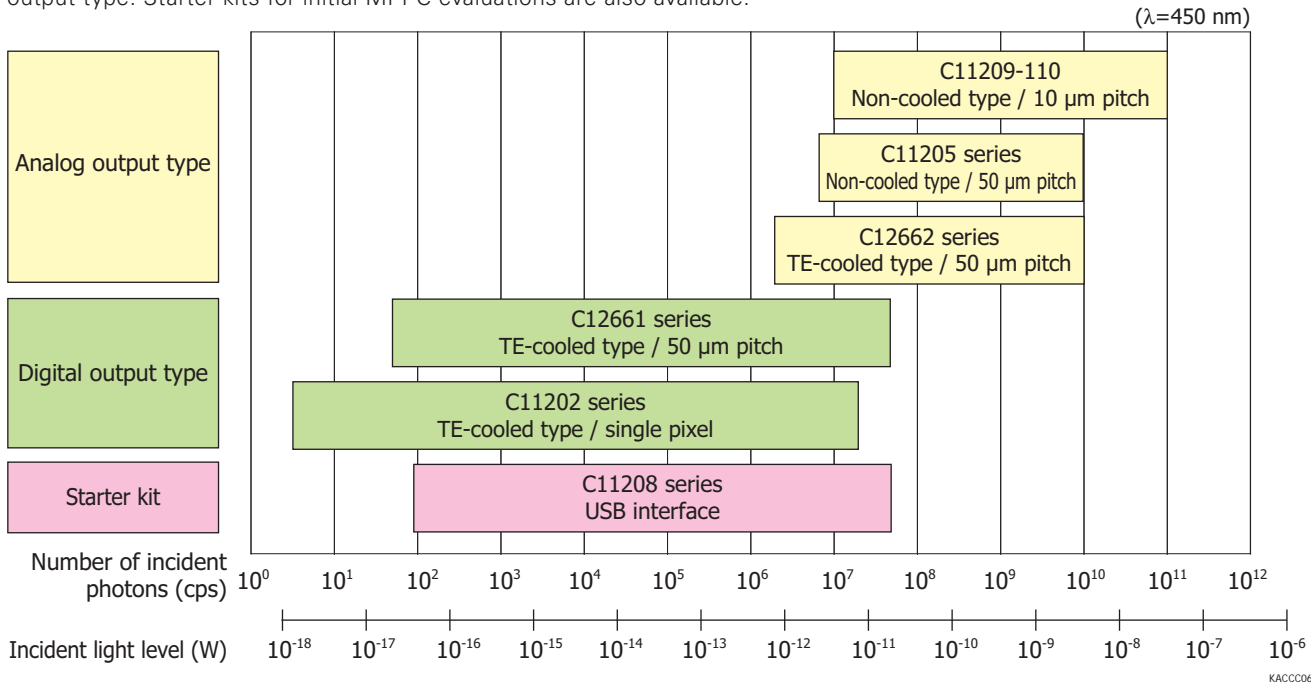 output type. Starter kits for initial MPPC evaluations are also available.
(λ=450 nm)
Analog output type
C11209-110
Non-cooled type / 10 µm pitch
C11205 series
Non-cooled type / 50 µm pitch
C12662 series
TE-cooled type / 50 µm pitch
Digital output type
C12661 series
TE-cooled type / 50 µm pitch
C11202 series
TE-cooled type / single pixel
Starter kit
C11208 series
USB interface
Number of incident
photons (cps)
10⁰ 10¹ 10² 10³ 10⁴ 10⁵ 10⁶ 10⁷ 10⁸ 10⁹ 10¹⁰ 10¹¹ 10¹²
Incident light level (W)
10⁻¹⁸ 10⁻¹⁷ 10⁻¹⁶ 10⁻¹⁵ 10⁻¹⁴ 10⁻¹³ 10⁻¹² 10⁻¹¹ 10⁻¹⁰ 10⁻⁹ 10⁻⁸ 10⁻⁷ 10⁻⁶